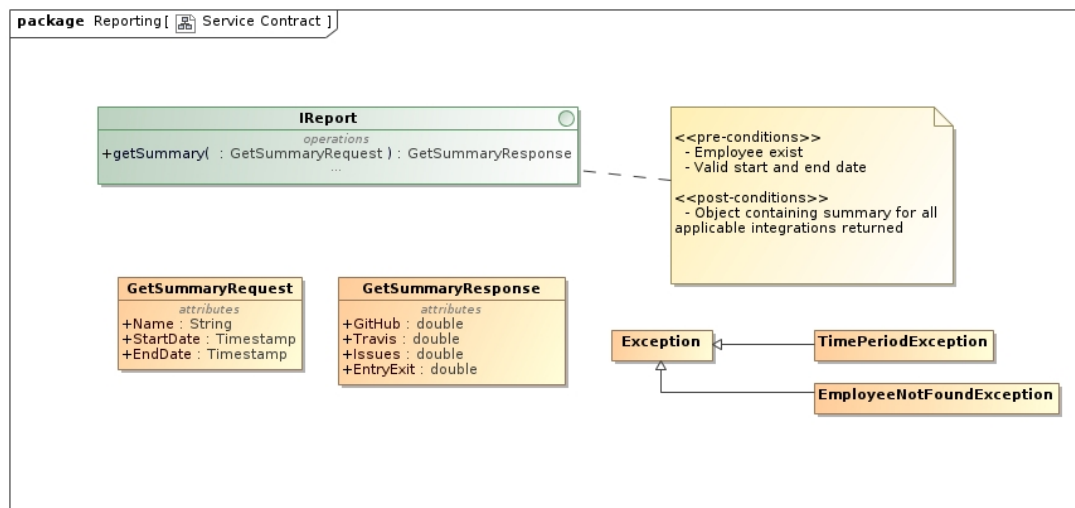 package Reporting[ Service Contract ]
IReport
operations
+getSummary( : GetSummaryRequest ) : GetSummaryResponse
...
<<pre-conditions>>
- Employee exist
- Valid start and end date
<<post-conditions>>
- Object containing summary for all
applicable integrations returned
GetSummaryRequest
attributes
+Name : String
+StartDate : Timestamp
+EndDate : Timestamp
GetSummaryResponse
attributes
+GitHub : double
+Travis : double
+Issues : double
+EntryExit : double
Exception
TimePeriodException
EmployeeNotFoundException